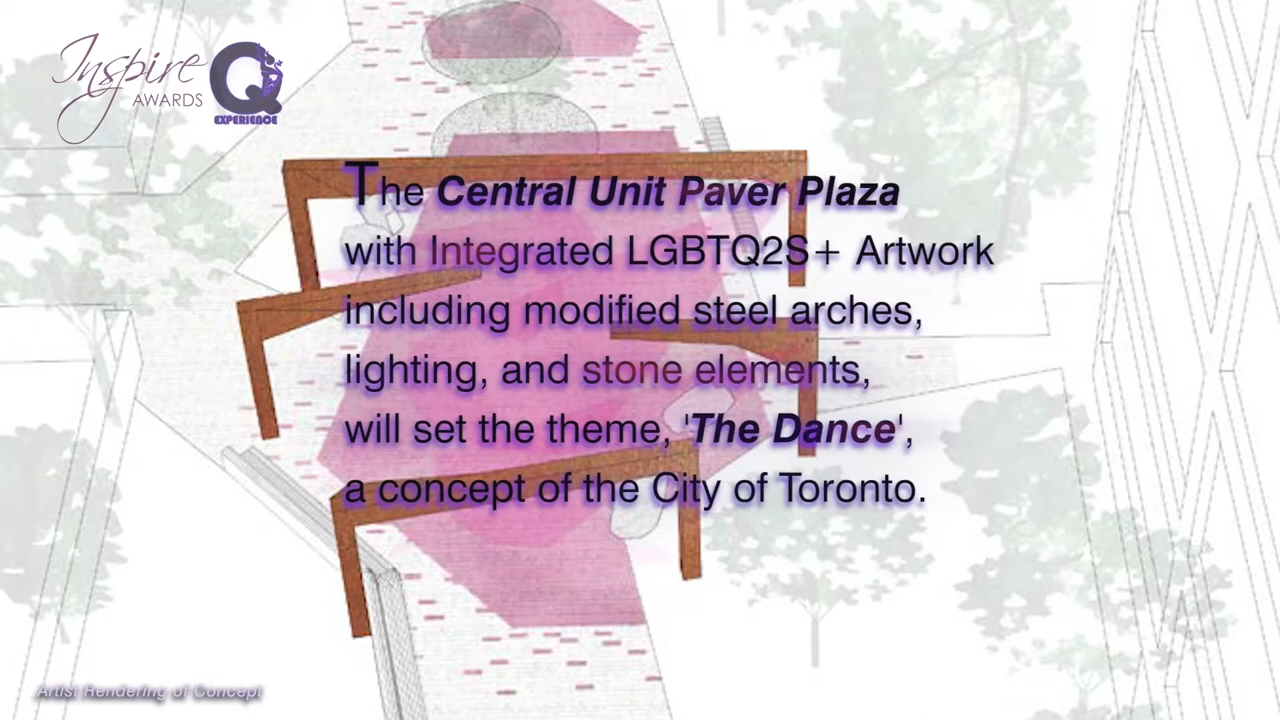 Inspire
AWARDS
Q
EXPERIENCE
The Central Unit Paver Plaza
with Integrated LGBTQ2S+ Artwork
including modified steel arches,
lighting, and stone elements,
will set the theme, 'The Dance',
a concept of the City of Toronto.
Artist Rendering of Concept